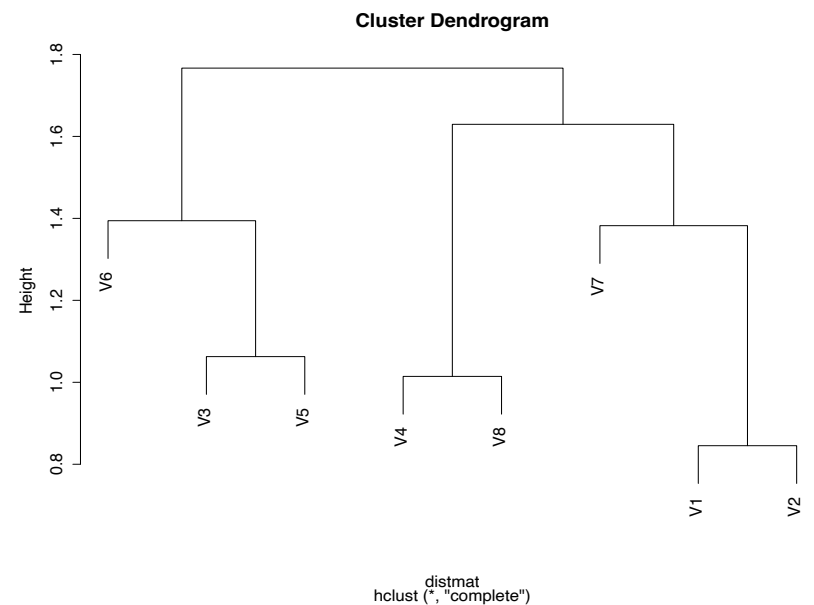 Cluster Dendrogram
Height
1.8
1.6
1.4
1.2
1.0
0.8
V6
V3
V5
V4
V8
V7
V1
V2
distmat
hclust (*, "complete")